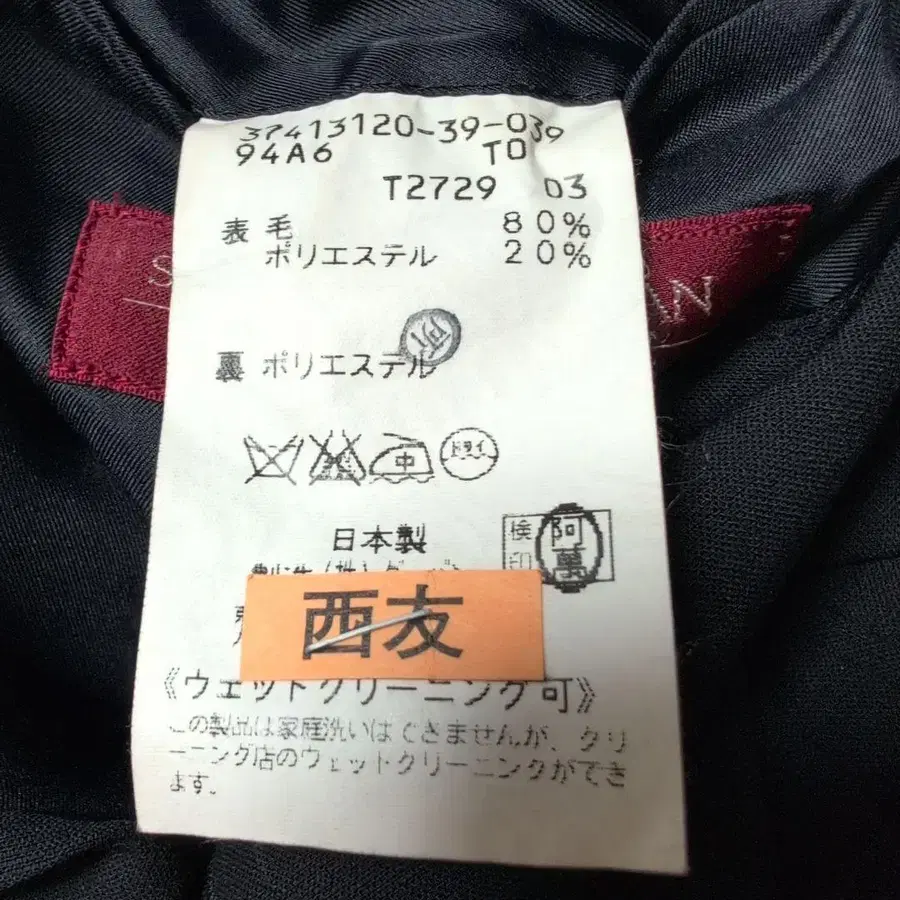 37413120-39-039
94A6 T0
T2729 03
表 毛 80%
ポリエステル 20%
裏 ポリエステル
中 ドライ
日本製
検印 阿萬
西友
《ウェットクリーニング可》
この製品は家庭洗いはできませんが、クリ
ーニング店のウェットクリーニングができ
ます。